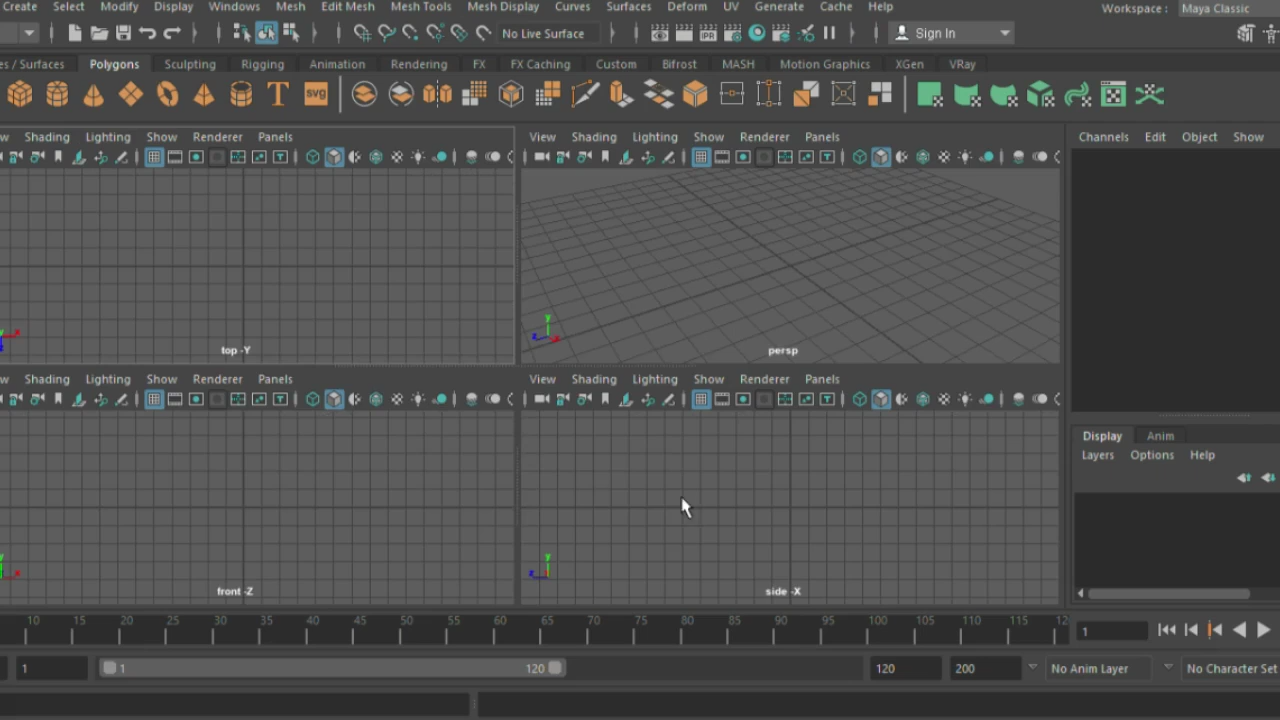 Create Select Modify Display Windows Mesh Edit Mesh Mesh Tools Mesh Display Curves Surfaces Deform UV Generate Cache Help Workspace : Maya Classic
No Live Surface Sign In
es / Surfaces Polygons Sculpting Rigging Animation Rendering FX FX Caching Custom Bifrost MASH Motion Graphics XGen VRay
T svg
w Shading Lighting Show Renderer Panels View Shading Lighting Show Renderer Panels Channels Edit Object Show
y x z y z x
top -Y persp
w Shading Lighting Show Renderer Panels View Shading Lighting Show Renderer Panels Display Anim
Layers Options Help
y x y z
front -Z side -X
10 15 20 25 30 35 40 45 50 55 60 65 70 75 80 85 90 95 100 105 110 115 12 1
1 1 120 120 200 No Anim Layer No Character Set